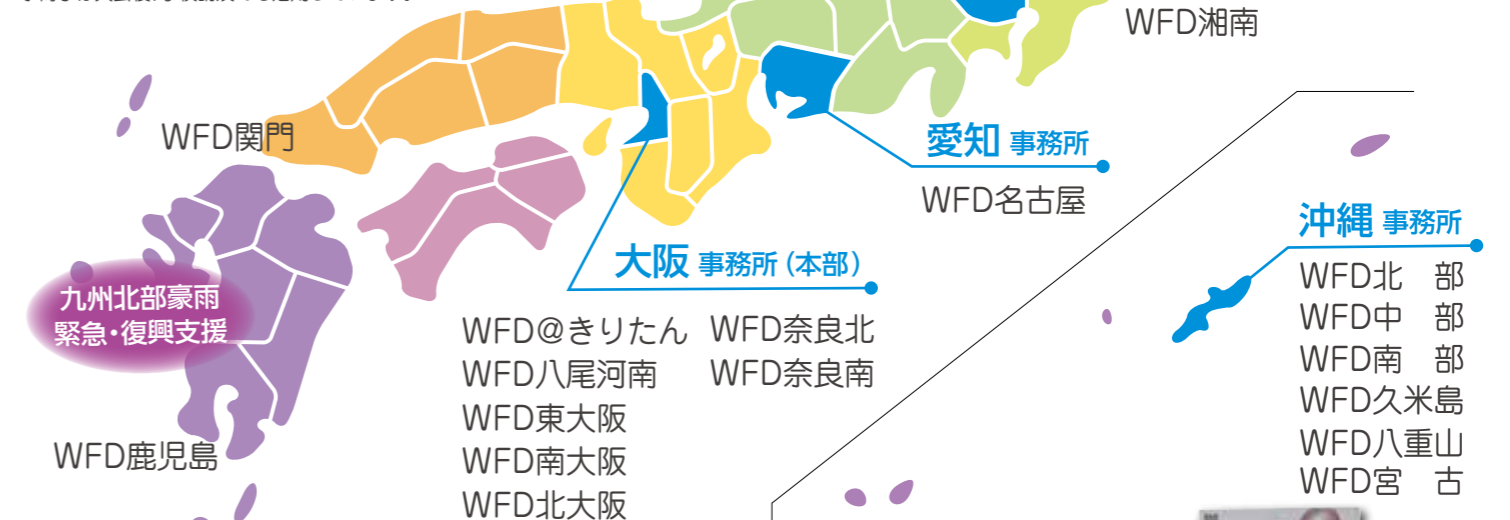 WFD湘南
WFD関門
愛知 事務所
WFD名古屋
沖縄 事務所
WFD北　部
WFD中　部
WFD南　部
WFD久米島
WFD八重山
WFD宮　古
大阪 事務所（本部）
WFD@きりたん　WFD奈良北
WFD八尾河南　WFD奈良南
WFD東大阪
WFD南大阪
WFD北大阪
九州北部豪雨
緊急・復興支援
WFD鹿児島